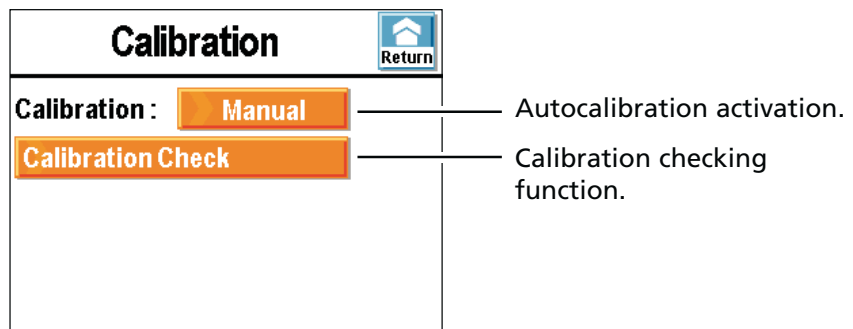 Calibration
Return
Calibration : Manual
Autocalibration activation.
Calibration Check
Calibration checking
function.